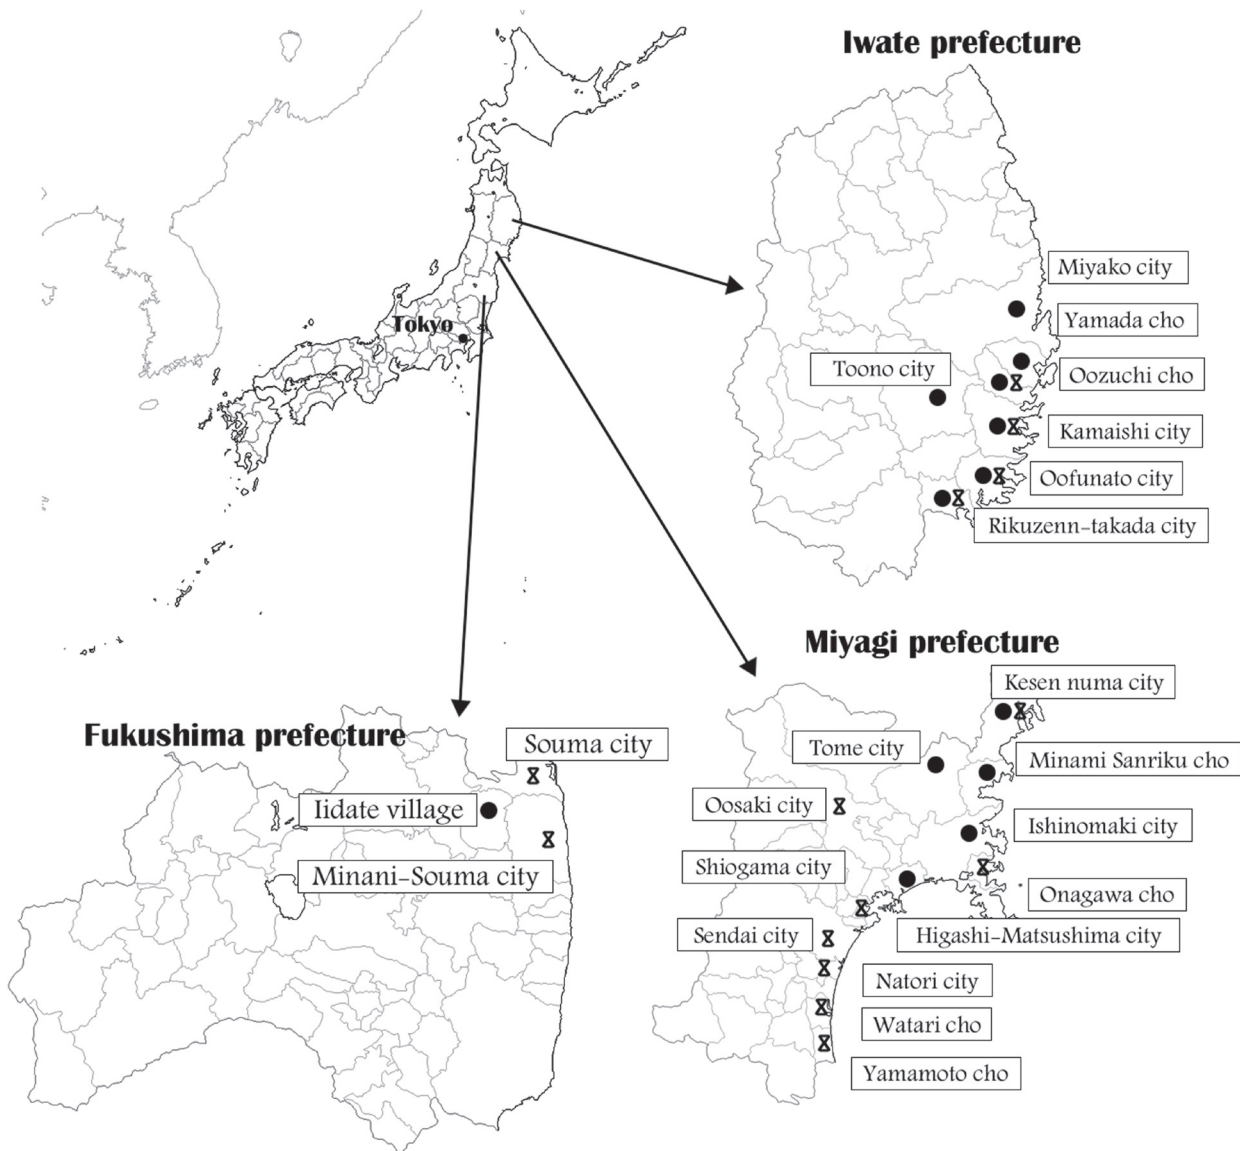 Iwate prefecture
Tokyo
Miyako city
Yamada cho
Toono city
Oozuchi cho
Kamaishi city
Oofunato city
Rikuzenn-takada city
Miyagi prefecture
Kesen numa city
Tome city
Minami Sanriku cho
Oosaki city
Ishinomaki city
Shiogama city
Onagawa cho
Sendai city
Higashi-Matsushima city
Natori city
Watari cho
Yamamoto cho
Fukushima prefecture
Souma city
Iidate village
Minani-Souma city